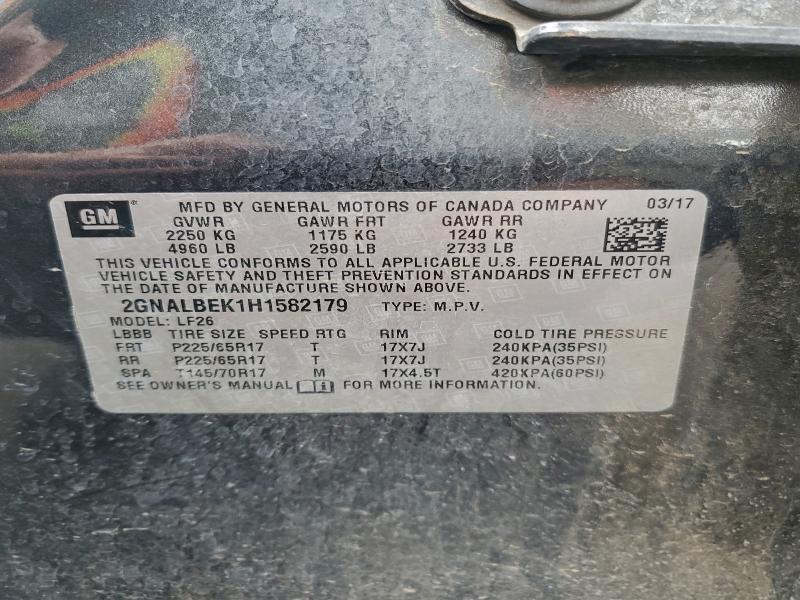 GM ® MFD BY GENERAL MOTORS OF CANADA COMPANY 03/17
GVWR GAWR FRT GAWR RR
2250 KG 1175 KG 1240 KG
4960 LB 2590 LB 2733 LB
THIS VEHICLE CONFORMS TO ALL APPLICABLE U.S. FEDERAL MOTOR
VEHICLE SAFETY AND THEFT PREVENTION STANDARDS IN EFFECT ON
THE DATE OF MANUFACTURE SHOWN ABOVE.
2GNALBEK1H1582179 TYPE: M.P.V.
MODEL: LF26
LBBB TIRE SIZE SPEED RTG RIM COLD TIRE PRESSURE
FRT P225/65R17 T 17X7J 240KPA(35PSI)
RR P225/65R17 T 17X7J 240KPA(35PSI)
SPA T145/70R17 M 17X4.5T 420KPA(60PSI)
SEE OWNER'S MANUAL FOR MORE INFORMATION.